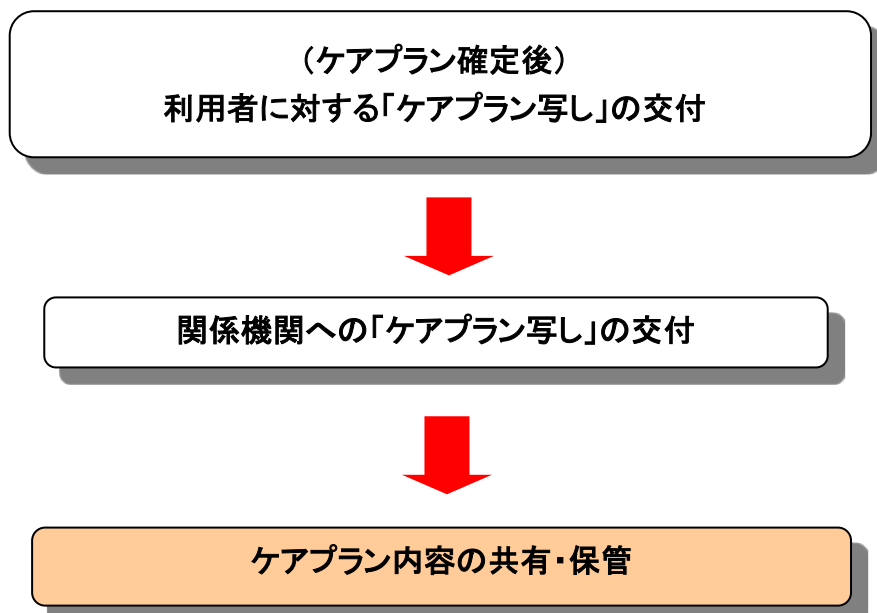 （ケアプラン確定後）
利用者に対する｢ケアプラン写し｣の交付
関係機関への｢ケアプラン写し｣の交付
ケアプラン内容の共有・保管